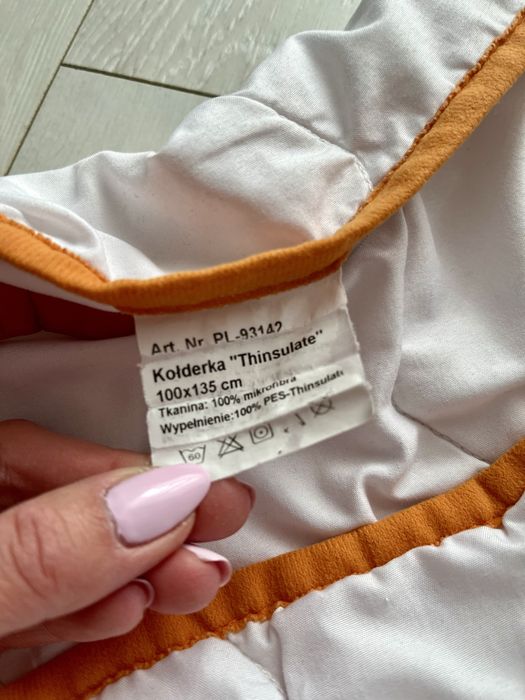 Art. Nr. PL-93142
Kołderka "Thinsulate"
100x135 cm
Tkanina: 100% mikrofibra
Wypełnienie:100% PES-Thinsulate
60